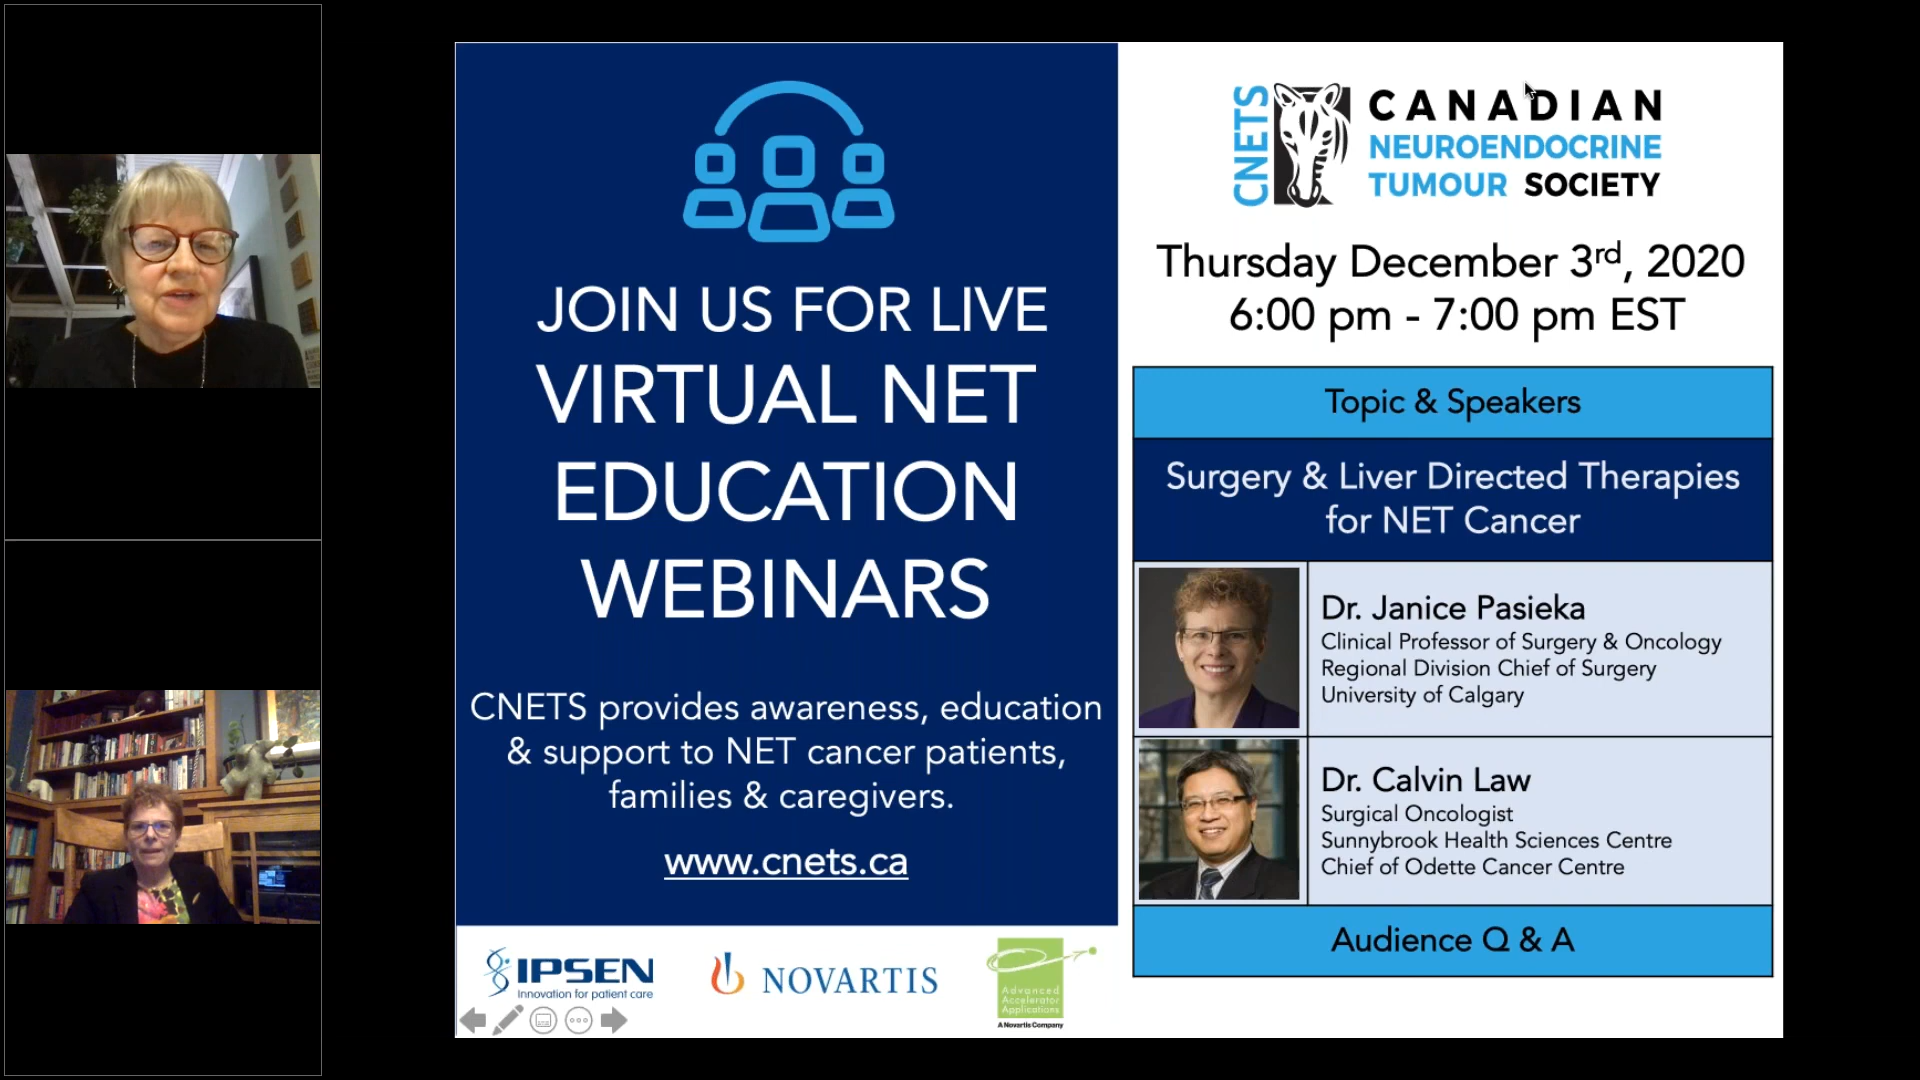 JOIN US FOR LIVE
VIRTUAL NET
EDUCATION
WEBINARS
CNETS provides awareness, education
& support to NET cancer patients,
families & caregivers.
www.cnets.ca
IPSEN
Innovation for patient care
NOVARTIS
Advanced
Accelerator
Applications
A Novartis Company
CNETS
CANADIAN
NEUROENDOCRINE
TUMOUR SOCIETY
Thursday December 3rd, 2020
6:00 pm - 7:00 pm EST
Topic & Speakers
Surgery & Liver Directed Therapies
for NET Cancer
Dr. Janice Pasieka
Clinical Professor of Surgery & Oncology
Regional Division Chief of Surgery
University of Calgary
Dr. Calvin Law
Surgical Oncologist
Sunnybrook Health Sciences Centre
Chief of Odette Cancer Centre
Audience Q & A